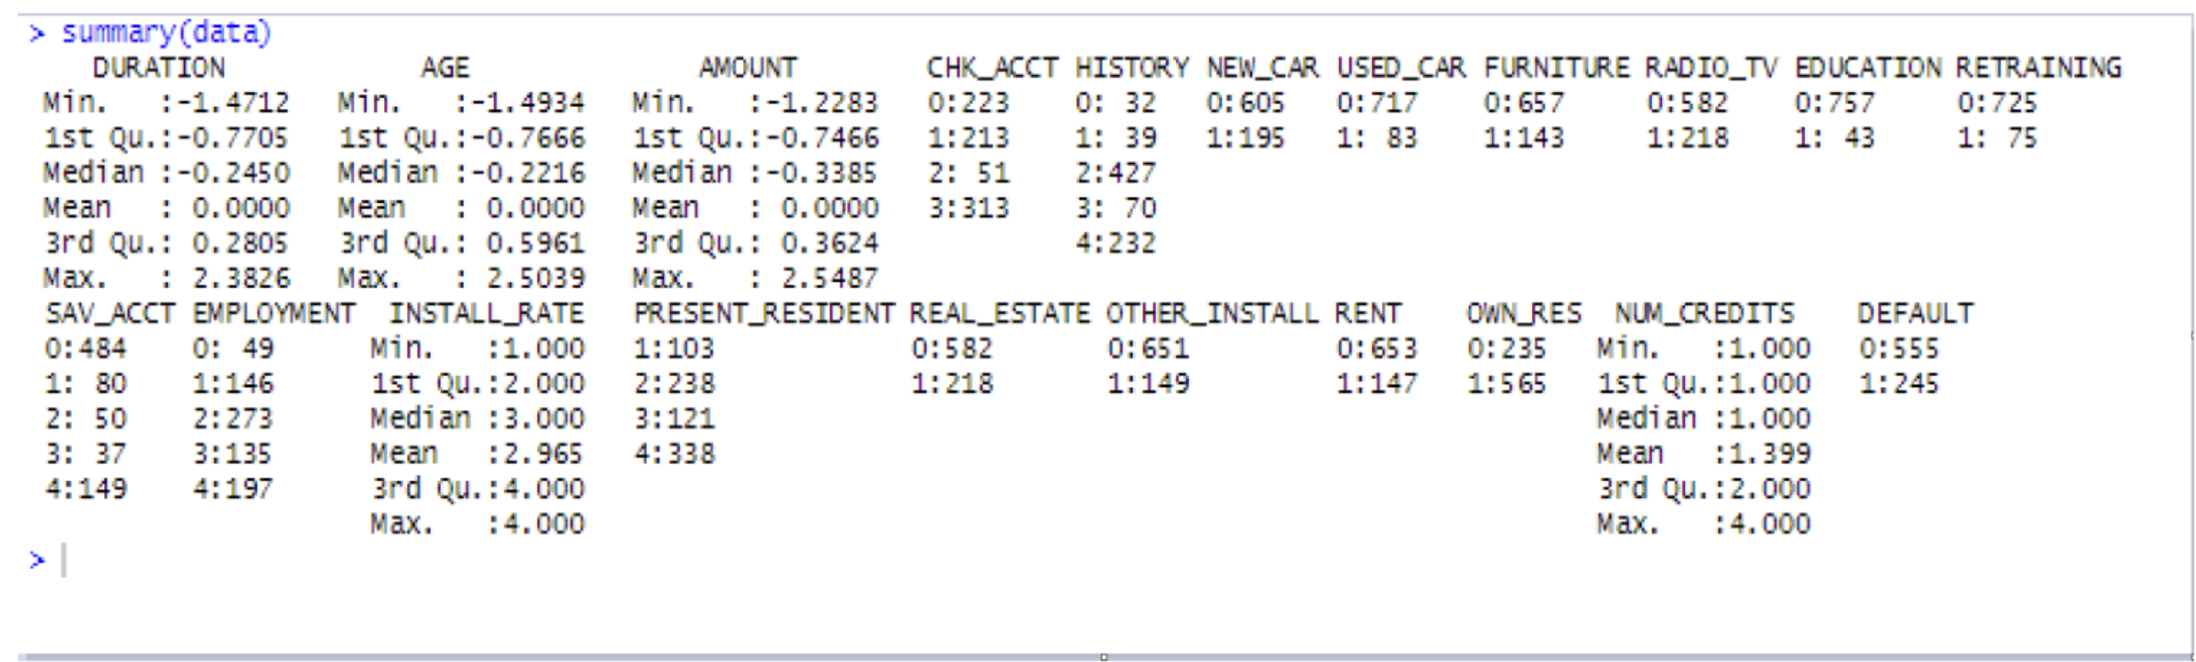 > summary(data)
DURATION AGE AMOUNT CHK_ACCT HISTORY NEW_CAR USED_CAR FURNITURE RADIO_TV EDUCATION RETRAINING
Min. :-1.4712 Min. :-1.4934 Min. :-1.2283 0:223 0: 32 0:605 0:717 0:657 0:582 0:757 0:725
1st Qu.:-0.7705 1st Qu.:-0.7666 1st Qu.:-0.7466 1:213 1: 39 1:195 1: 83 1:143 1:218 1: 43 1: 75
Median :-0.2450 Median :-0.2216 Median :-0.3385 2: 51 2:427
Mean : 0.0000 Mean : 0.0000 Mean : 0.0000 3:313 3: 70
3rd Qu.: 0.2805 3rd Qu.: 0.5961 3rd Qu.: 0.3624 4:232
Max. : 2.3826 Max. : 2.5039 Max. : 2.5487
SAV_ACCT EMPLOYMENT INSTALL_RATE PRESENT_RESIDENT REAL_ESTATE OTHER_INSTALL RENT OWN_RES NUM_CREDITS DEFAULT
0:484 0: 49 Min. :1.000 1:103 0:582 0:651 0:653 0:235 Min. :1.000 0:555
1: 80 1:146 1st Qu.:2.000 2:238 1:218 1:149 1:147 1:565 1st Qu.:1.000 1:245
2: 50 2:273 Median :3.000 3:121 Median :1.000
3: 37 3:135 Mean :2.965 4:338 Mean :1.399
4:149 4:197 3rd Qu.:4.000 3rd Qu.:2.000
Max. :4.000 Max. :4.000
>